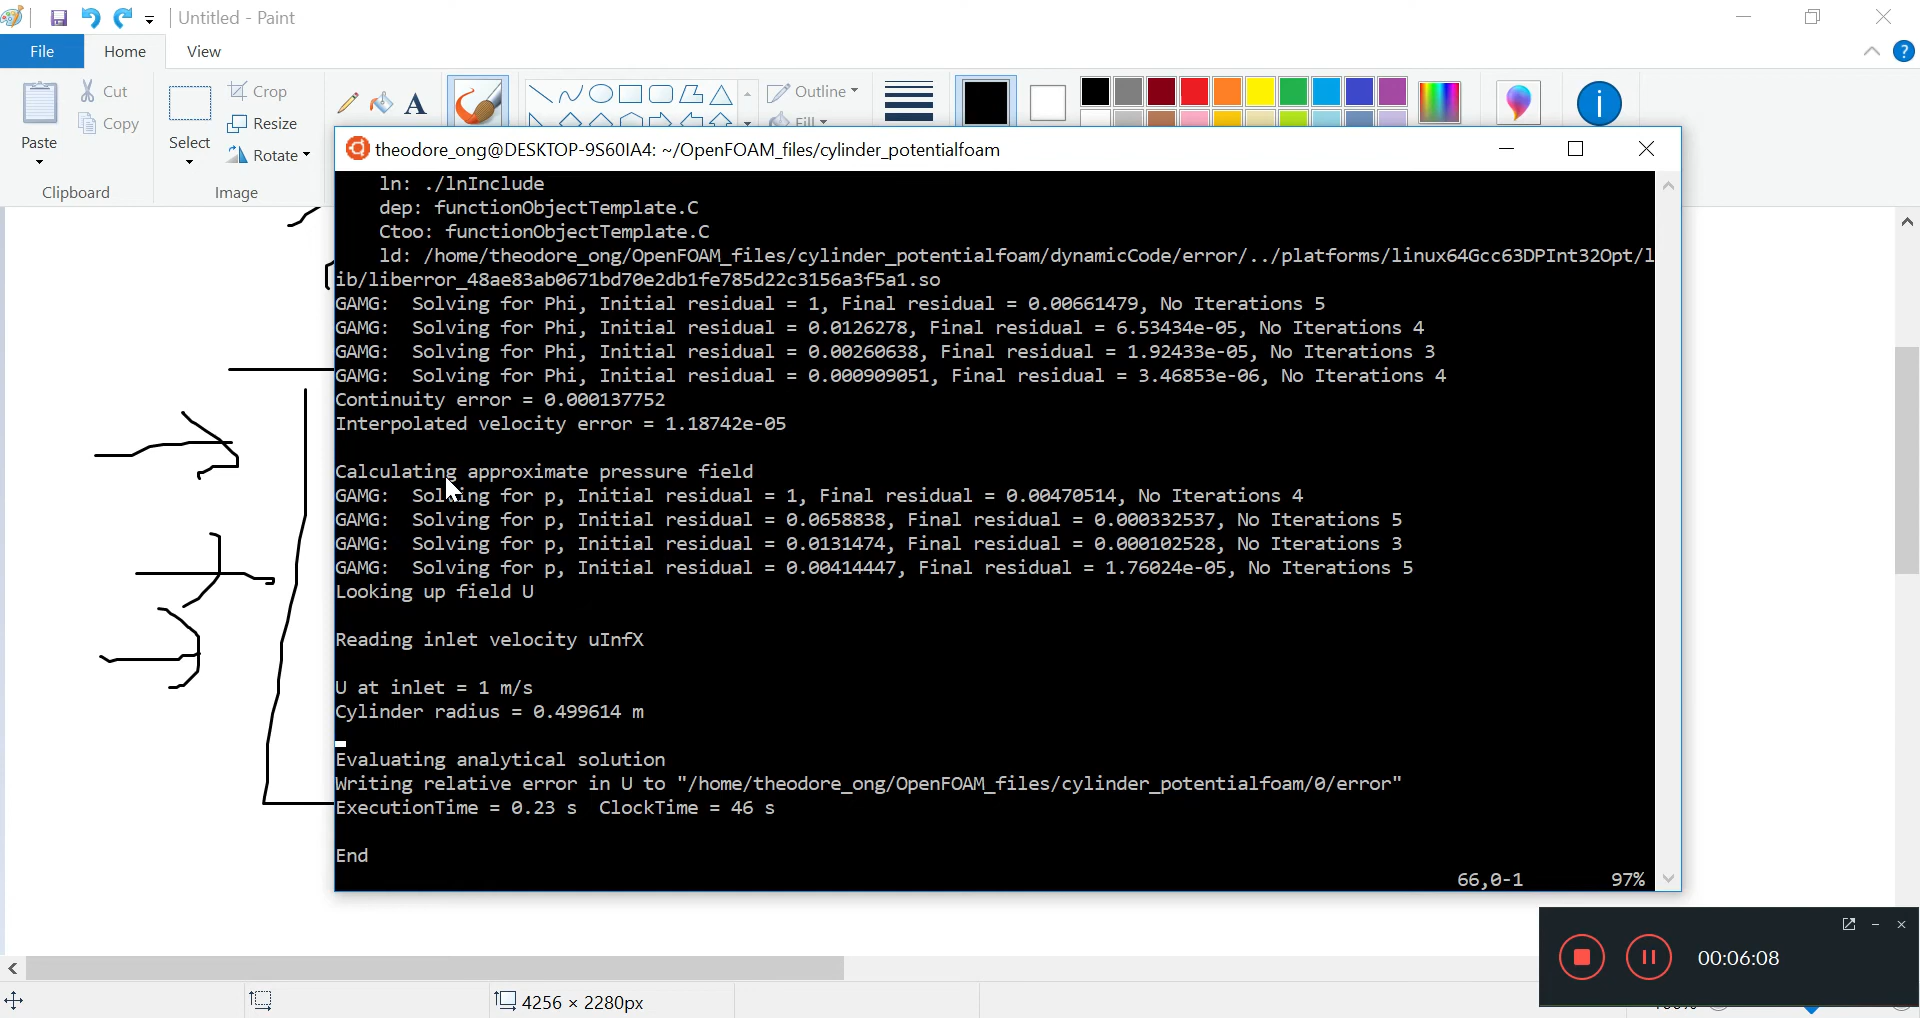 Untitled - Paint
File
Home
View
Paste
Cut
Copy
Clipboard
Select
Crop
Resize
Rotate
Image
A
Outline
Fill
theodore_ong@DESKTOP-9S60IA4: ~/OpenFOAM_files/cylinder_potentialfoam
ln: ./lnInclude
dep: functionObjectTemplate.C
Ctoo: functionObjectTemplate.C
ld: /home/theodore_ong/OpenFOAM_files/cylinder_potentialfoam/dynamicCode/error/../platforms/linux64Gcc63DPInt32Opt/l
ib/liberror_48ae83ab0671bd70e2db1fe785d22c3156a3f5a1.so
GAMG:  Solving for Phi, Initial residual = 1, Final residual = 0.00661479, No Iterations 5
GAMG:  Solving for Phi, Initial residual = 0.0126278, Final residual = 6.53434e-05, No Iterations 4
GAMG:  Solving for Phi, Initial residual = 0.00260638, Final residual = 1.92433e-05, No Iterations 3
GAMG:  Solving for Phi, Initial residual = 0.000909051, Final residual = 3.46853e-06, No Iterations 4
Continuity error = 0.000137752
Interpolated velocity error = 1.18742e-05
Calculating approximate pressure field
GAMG:  Solving for p, Initial residual = 1, Final residual = 0.00470514, No Iterations 4
GAMG:  Solving for p, Initial residual = 0.0658838, Final residual = 0.000332537, No Iterations 5
GAMG:  Solving for p, Initial residual = 0.0131474, Final residual = 0.000102528, No Iterations 3
GAMG:  Solving for p, Initial residual = 0.00414447, Final residual = 1.76024e-05, No Iterations 5
Looking up field U
Reading inlet velocity uInfX
U at inlet = 1 m/s
Cylinder radius = 0.499614 m
Evaluating analytical solution
Writing relative error in U to "/home/theodore_ong/OpenFOAM_files/cylinder_potentialfoam/0/error"
ExecutionTime = 0.23 s  ClockTime = 46 s
End
66,0-1
97%
00:06:08
4256 × 2280px